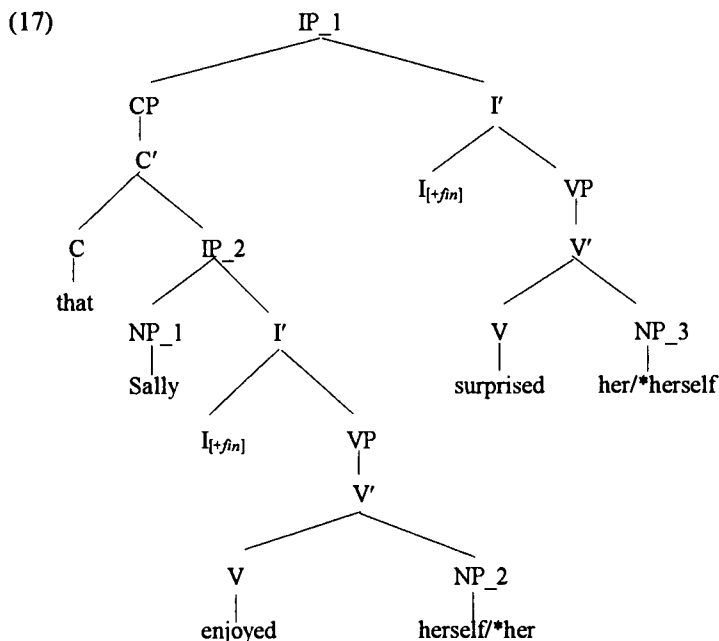 (17)
IP_1
CP I′
C′
I[+fin] VP
C IP_2 V′
that
NP_1 I′ V NP_3
Sally surprised her/*herself
I[+fin] VP
V′
V NP_2
enjoyed herself/*her